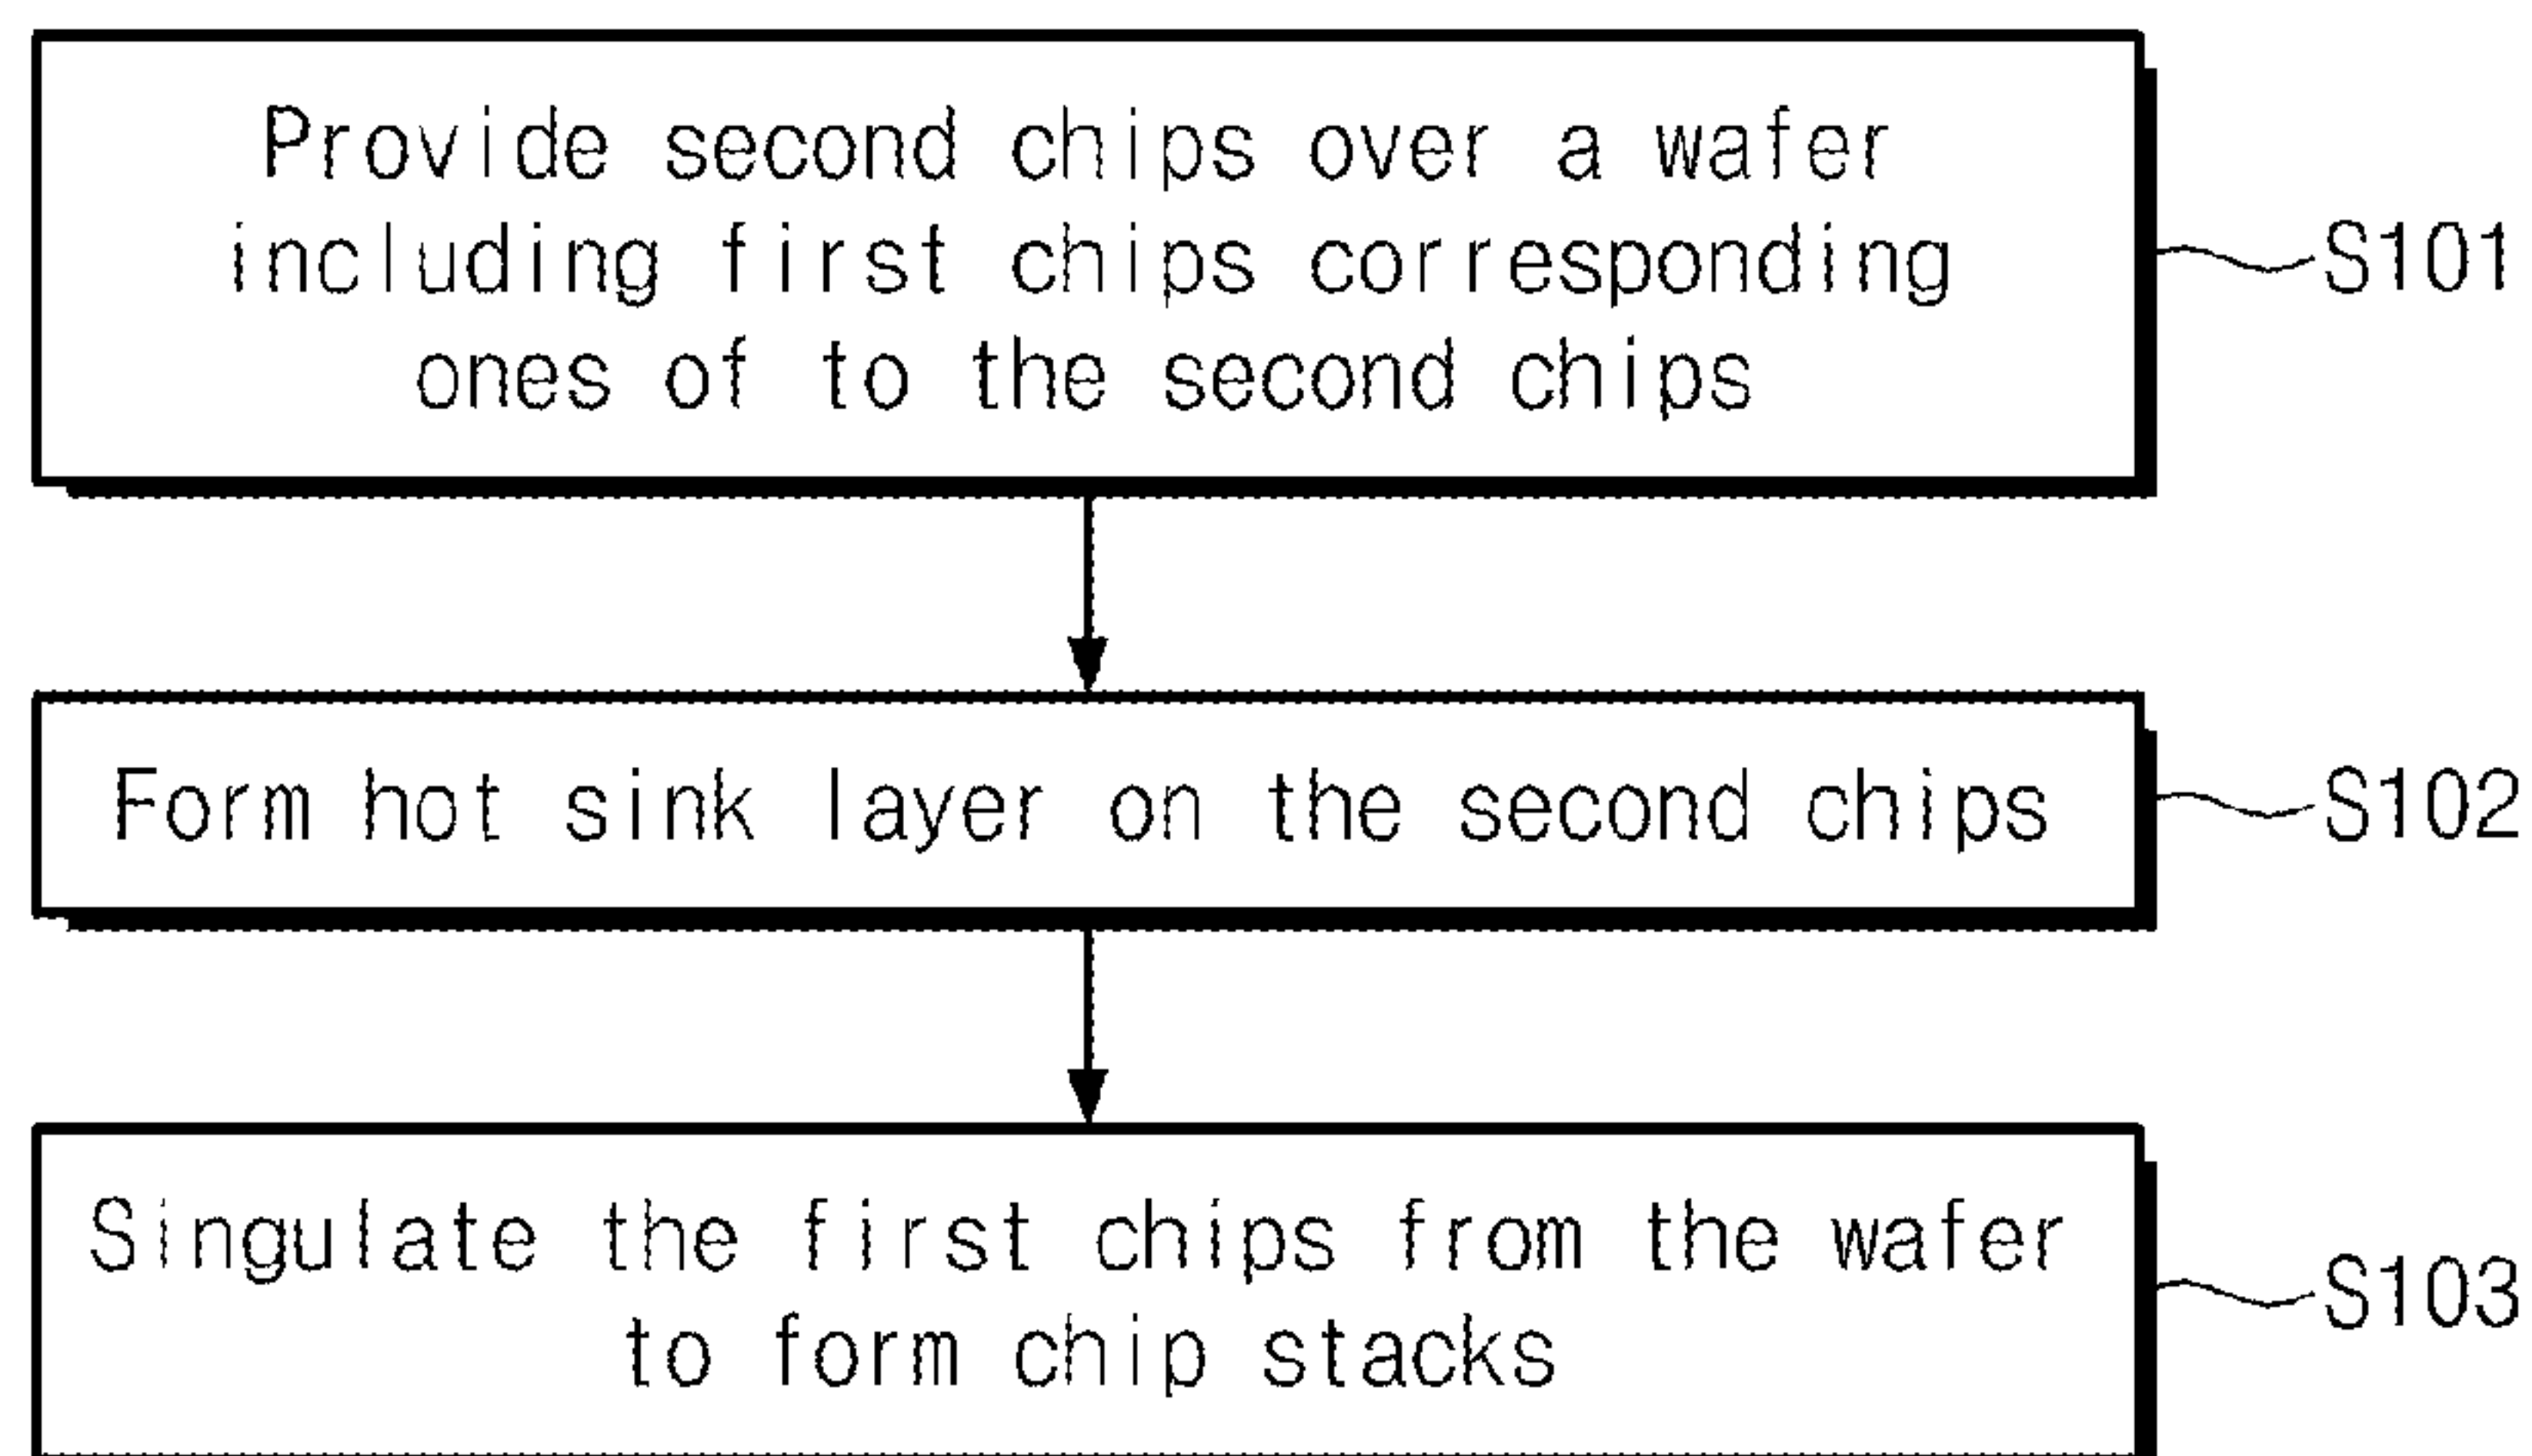 Provide second chips over a wafer
including first chips corresponding
ones of to the second chips
S101
Form hot sink layer on the second chips
S102
Singulate the first chips from the wafer
to form chip stacks
S103